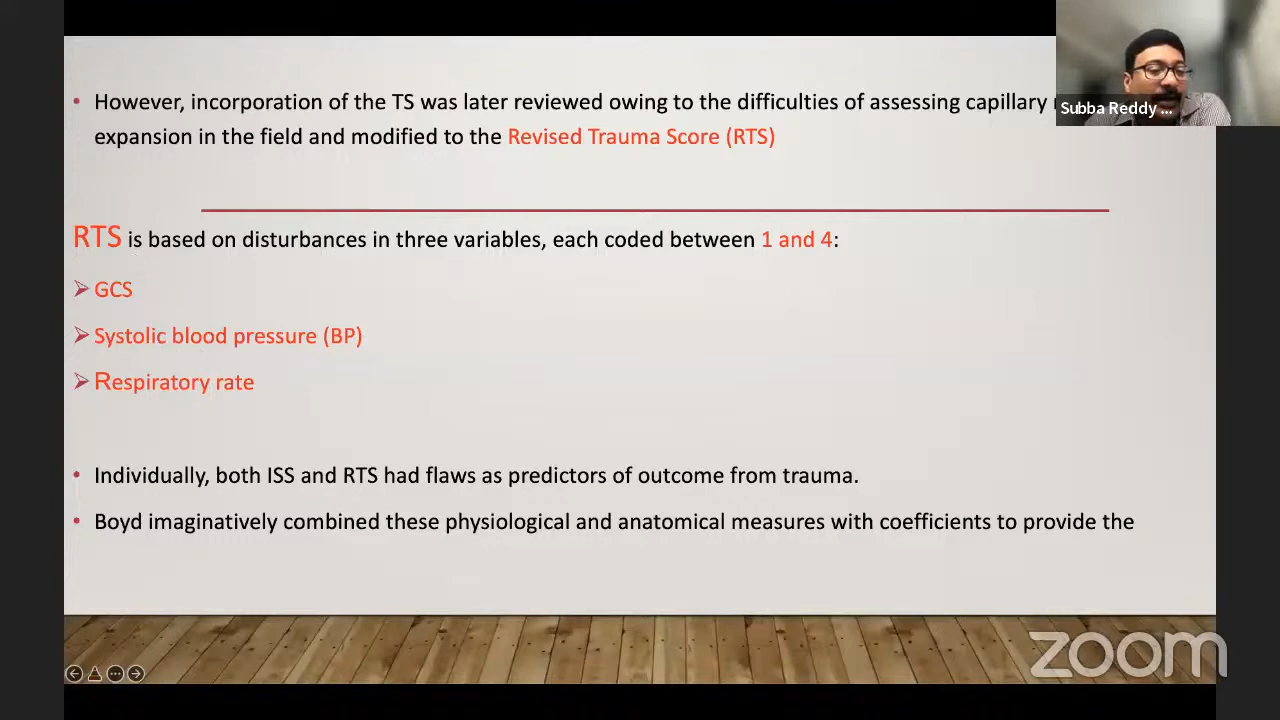 • However, incorporation of the TS was later reviewed owing to the difficulties of assessing capillary
Subba Reddy ...
expansion in the field and modified to the Revised Trauma Score (RTS)
RTS is based on disturbances in three variables, each coded between 1 and 4:
➢ GCS
➢ Systolic blood pressure (BP)
➢ Respiratory rate
• Individually, both ISS and RTS had flaws as predictors of outcome from trauma.
• Boyd imaginatively combined these physiological and anatomical measures with coefficients to provide the
zoom